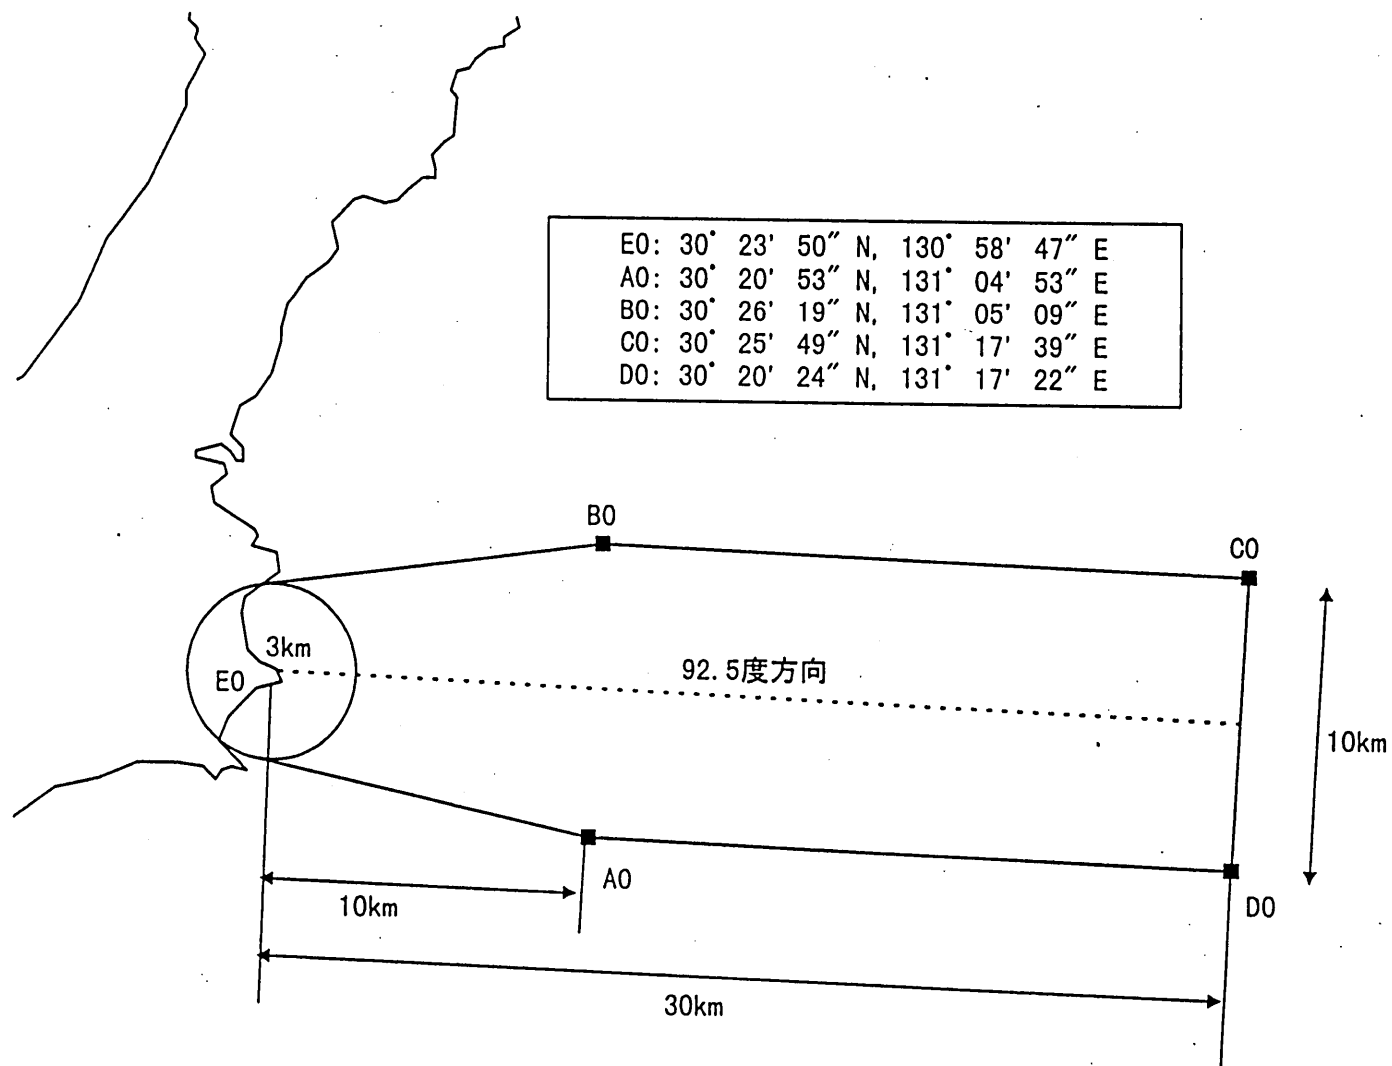 E0: 30° 23' 50″ N, 130° 58' 47″ E
A0: 30° 20' 53″ N, 131° 04' 53″ E
B0: 30° 26' 19″ N, 131° 05' 09″ E
C0: 30° 25' 49″ N, 131° 17' 39″ E
D0: 30° 20' 24″ N, 131° 17' 22″ E
B0
C0
3km
E0
92.5度方向
10km
A0
D0
10km
30km